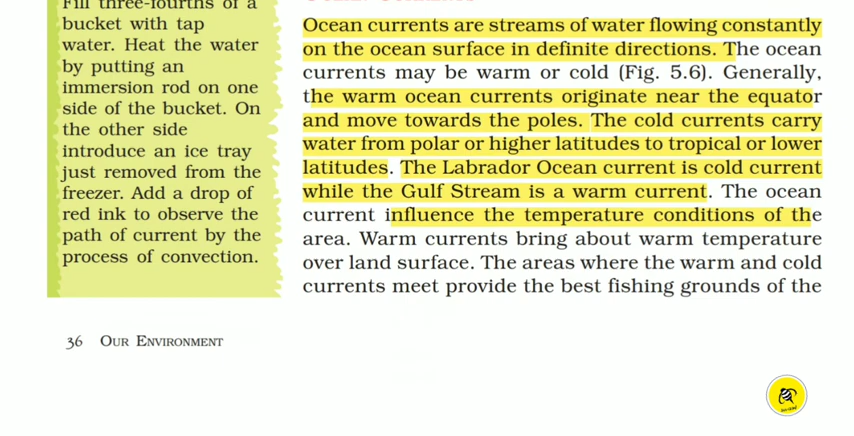 Fill three-fourths of a
bucket with tap
water. Heat the water
by putting an
immersion rod on one
side of the bucket. On
the other side
introduce an ice tray
just removed from the
freezer. Add a drop of
red ink to observe the
path of current by the
process of convection.
Ocean currents are streams of water flowing constantly
on the ocean surface in definite directions. The ocean
currents may be warm or cold (Fig. 5.6). Generally,
the warm ocean currents originate near the equator
and move towards the poles. The cold currents carry
water from polar or higher latitudes to tropical or lower
latitudes. The Labrador Ocean current is cold current
while the Gulf Stream is a warm current. The ocean
current influence the temperature conditions of the
area. Warm currents bring about warm temperature
over land surface. The areas where the warm and cold
currents meet provide the best fishing grounds of the
36 OUR ENVIRONMENT